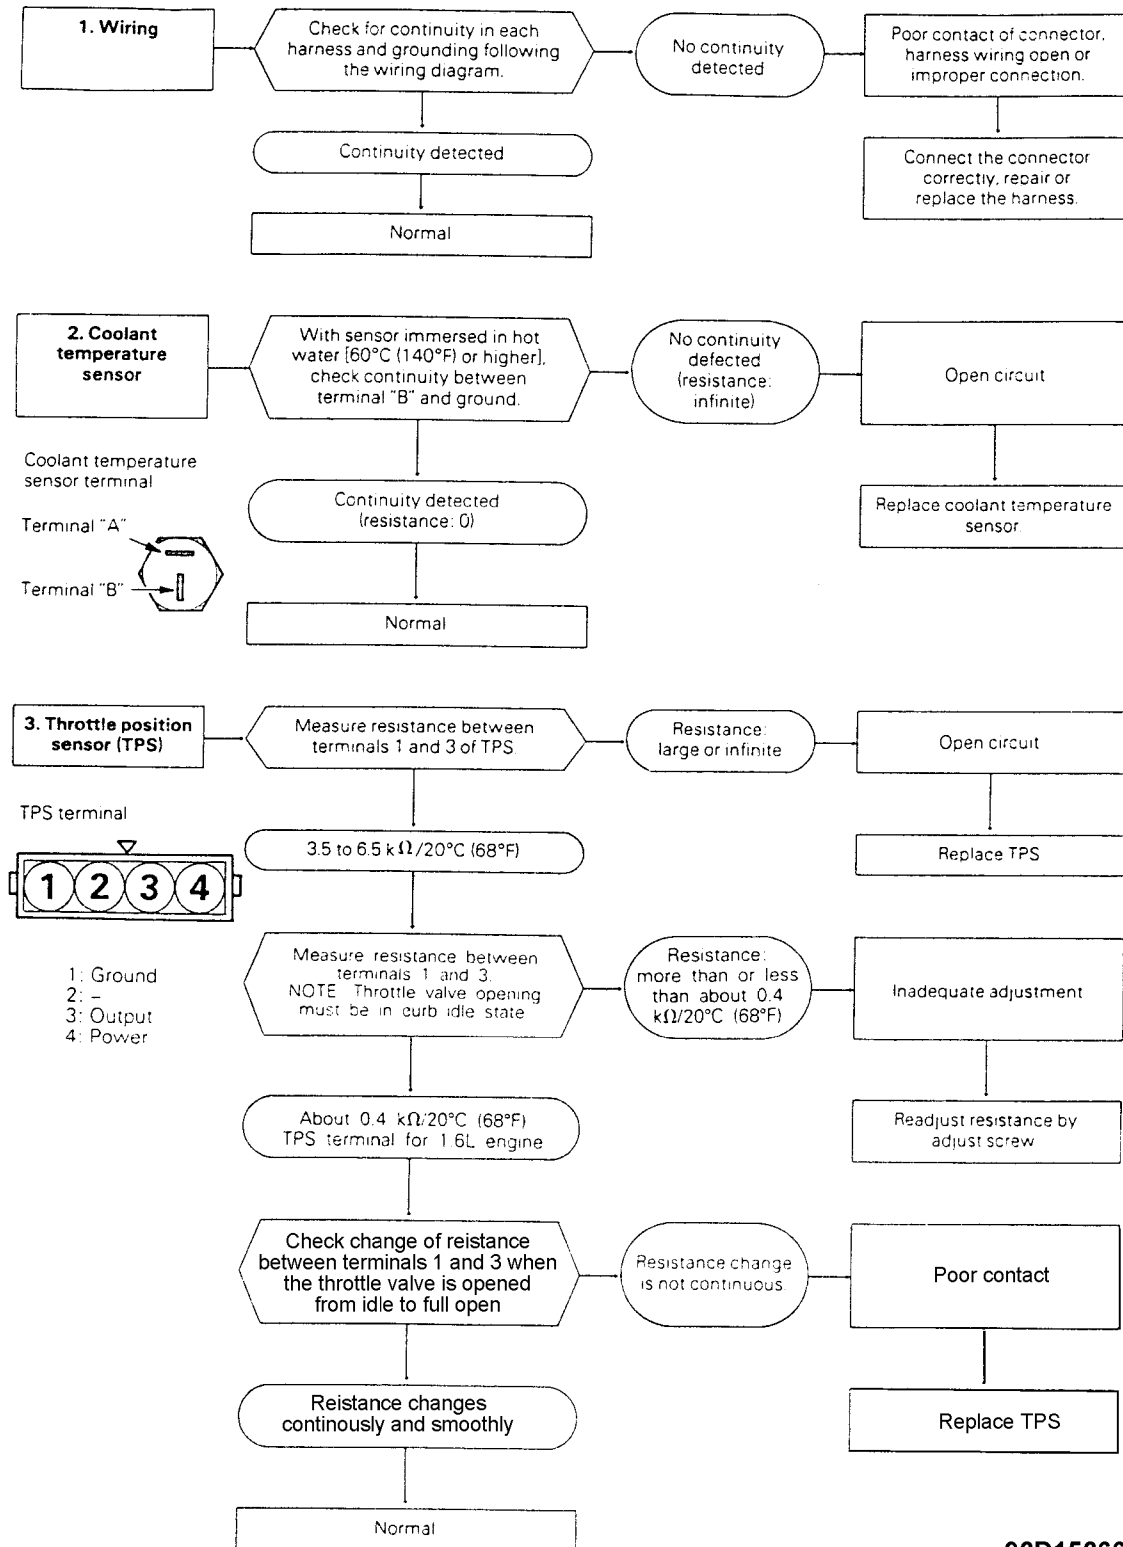 1. Wiring
Check for continuity in each
harness and grounding following
the wiring diagram.
No continuity
detected
Poor contact of connector,
harness wiring open or
improper connection.
Continuity detected
Connect the connector
correctly, repair or
replace the harness.
Normal
2. Coolant
temperature
sensor
With sensor immersed in hot
water [60°C (140°F) or higher],
check continuity between
terminal "B" and ground.
No continuity
defected
(resistance:
infinite)
Open circuit
Coolant temperature
sensor terminal
Terminal "A"
Terminal "B"
Continuity detected
(resistance: 0)
Replace coolant temperature
sensor.
Normal
3. Throttle position
sensor (TPS)
Measure resistance between
terminals 1 and 3 of TPS.
Resistance:
large or infinite
Open circuit
TPS terminal
1 2 3 4
1: Ground
2: –
3: Output
4: Power
3.5 to 6.5 kΩ/20°C (68°F)
Replace TPS
Measure resistance between
terminals 1 and 3.
NOTE Throttle valve opening
must be in curb idle state
Resistance:
more than or less
than about 0.4
kΩ/20°C (68°F)
Inadequate adjustment
About 0.4 kΩ/20°C (68°F)
TPS terminal for 1.6L engine
Readjust resistance by
adjust screw
Check change of reistance
between terminals 1 and 3 when
the throttle valve is opened
from idle to full open
Resistance change
is not continuous.
Poor contact
Reistance changes
continously and smoothly
Replace TPS
Normal